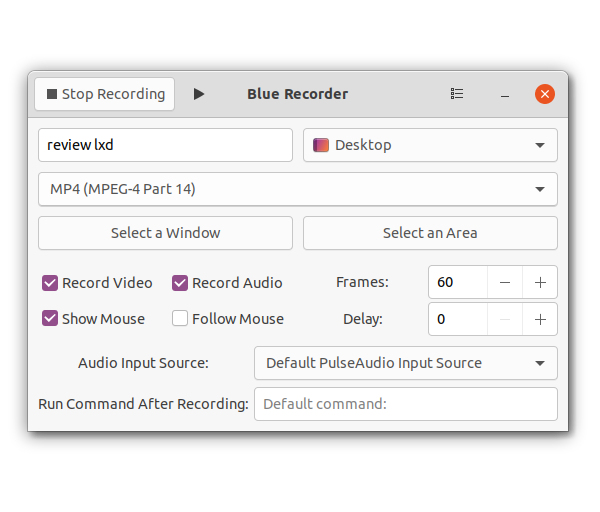 Stop Recording Blue Recorder
review lxd Desktop
MP4 (MPEG-4 Part 14)
Select a Window Select an Area
Record Video Record Audio Frames: 60
Show Mouse Follow Mouse Delay: 0
Audio Input Source: Default PulseAudio Input Source
Run Command After Recording: Default command: